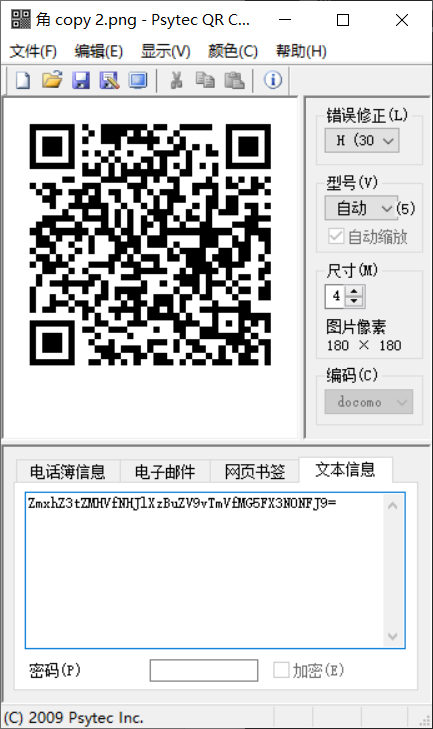 角 copy 2.png - Psytec QR C...
文件(F) 编辑(E) 显示(V) 颜色(C) 帮助(H)
错误修正(L)
H (30
型号(V)
自动 (5)
自动缩放
尺寸(M)
4
图片像素
180 × 180
编码(C)
docomo
电话簿信息 电子邮件 网页书签 文本信息
ZmxhZ3tZMHVfNHJlXzBuZV9vTmVfMG5FX3NONFJ9=
密码(P) 加密(E)
(C) 2009 Psytec Inc.